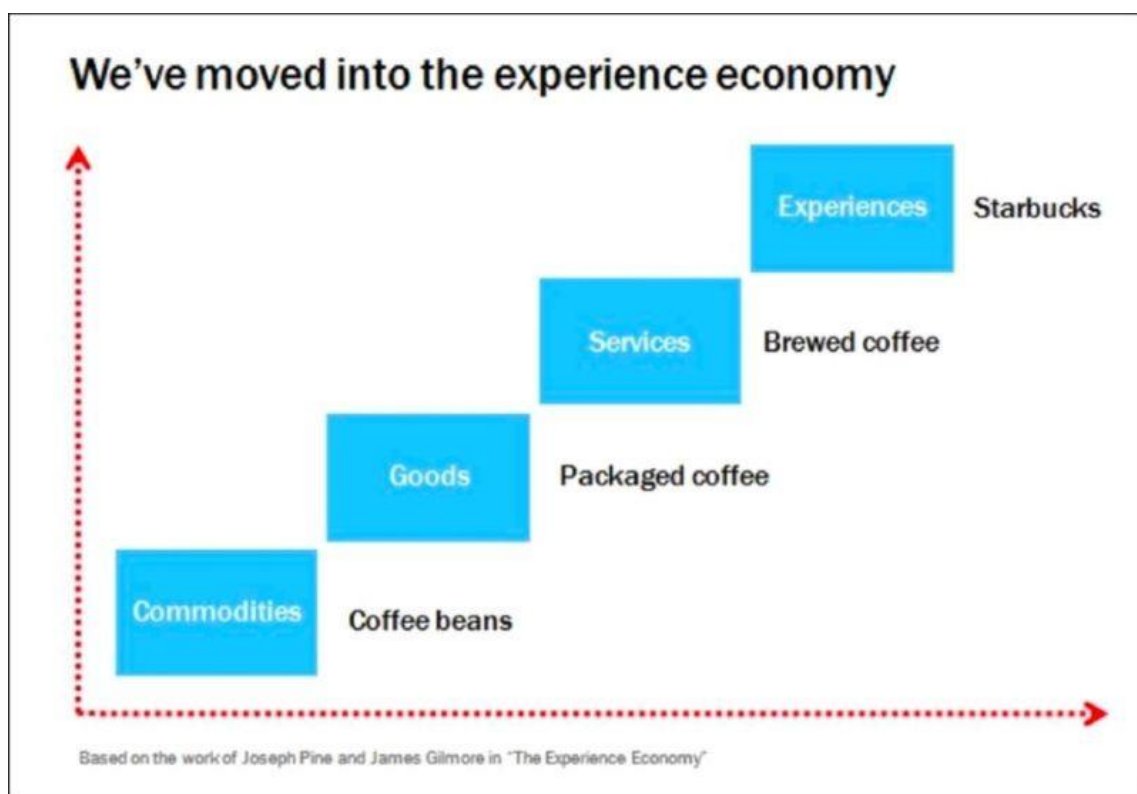 We've moved into the experience economy
Experiences
Starbucks
Services
Brewed coffee
Goods
Packaged coffee
Commodities
Coffee beans
Based on the work of Joseph Pine and James Gilmore in "The Experience Economy"